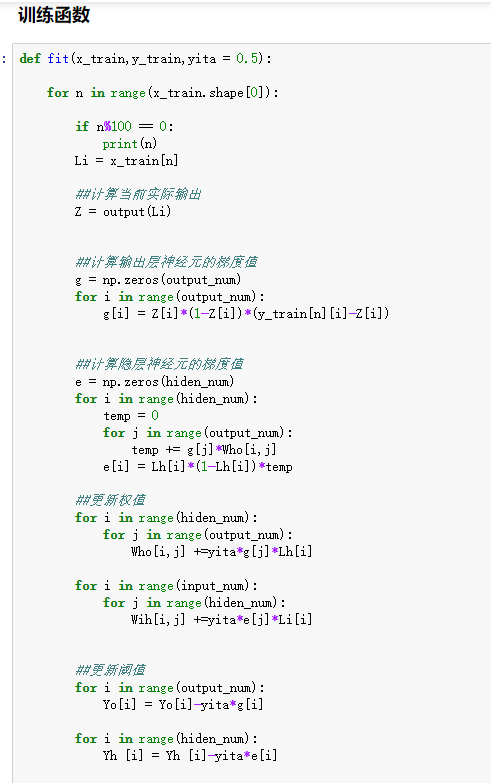 训练函数
: def fit(x_train,y_train,yita = 0.5):
for n in range(x_train.shape[0]):
if n%100 == 0:
print(n)
Li = x_train[n]
##计算当前实际输出
Z = output(Li)
##计算输出层神经元的梯度值
g = np.zeros(output_num)
for i in range(output_num):
g[i] = Z[i]*(1-Z[i])*(y_train[n][i]-Z[i])
##计算隐层神经元的梯度值
e = np.zeros(hiden_num)
for i in range(hiden_num):
temp = 0
for j in range(output_num):
temp += g[j]*Who[i,j]
e[i] = Lh[i]*(1-Lh[i])*temp
##更新权值
for i in range(hiden_num):
for j in range(output_num):
Who[i,j] +=yita*g[j]*Lh[i]
for i in range(input_num):
for j in range(hiden_num):
Wih[i,j] +=yita*e[j]*Li[i]
##更新阈值
for i in range(output_num):
Yo[i] = Yo[i]-yita*g[i]
for i in range(hiden_num):
Yh [i] = Yh [i]-yita*e[i]